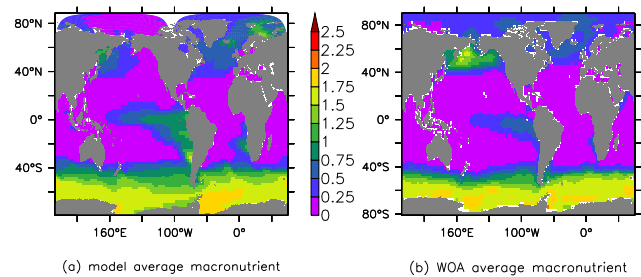 80°N
40°N
0°
40°S
160°E 100°W 0°
2.5
2.25
2
1.75
1.5
1.25
1
0.75
0.5
0.25
0
80°N
40°N
0°
40°S
80°S
160°E 100°W 0°
(a) model average macronutrient
(b) WOA average macronutrient